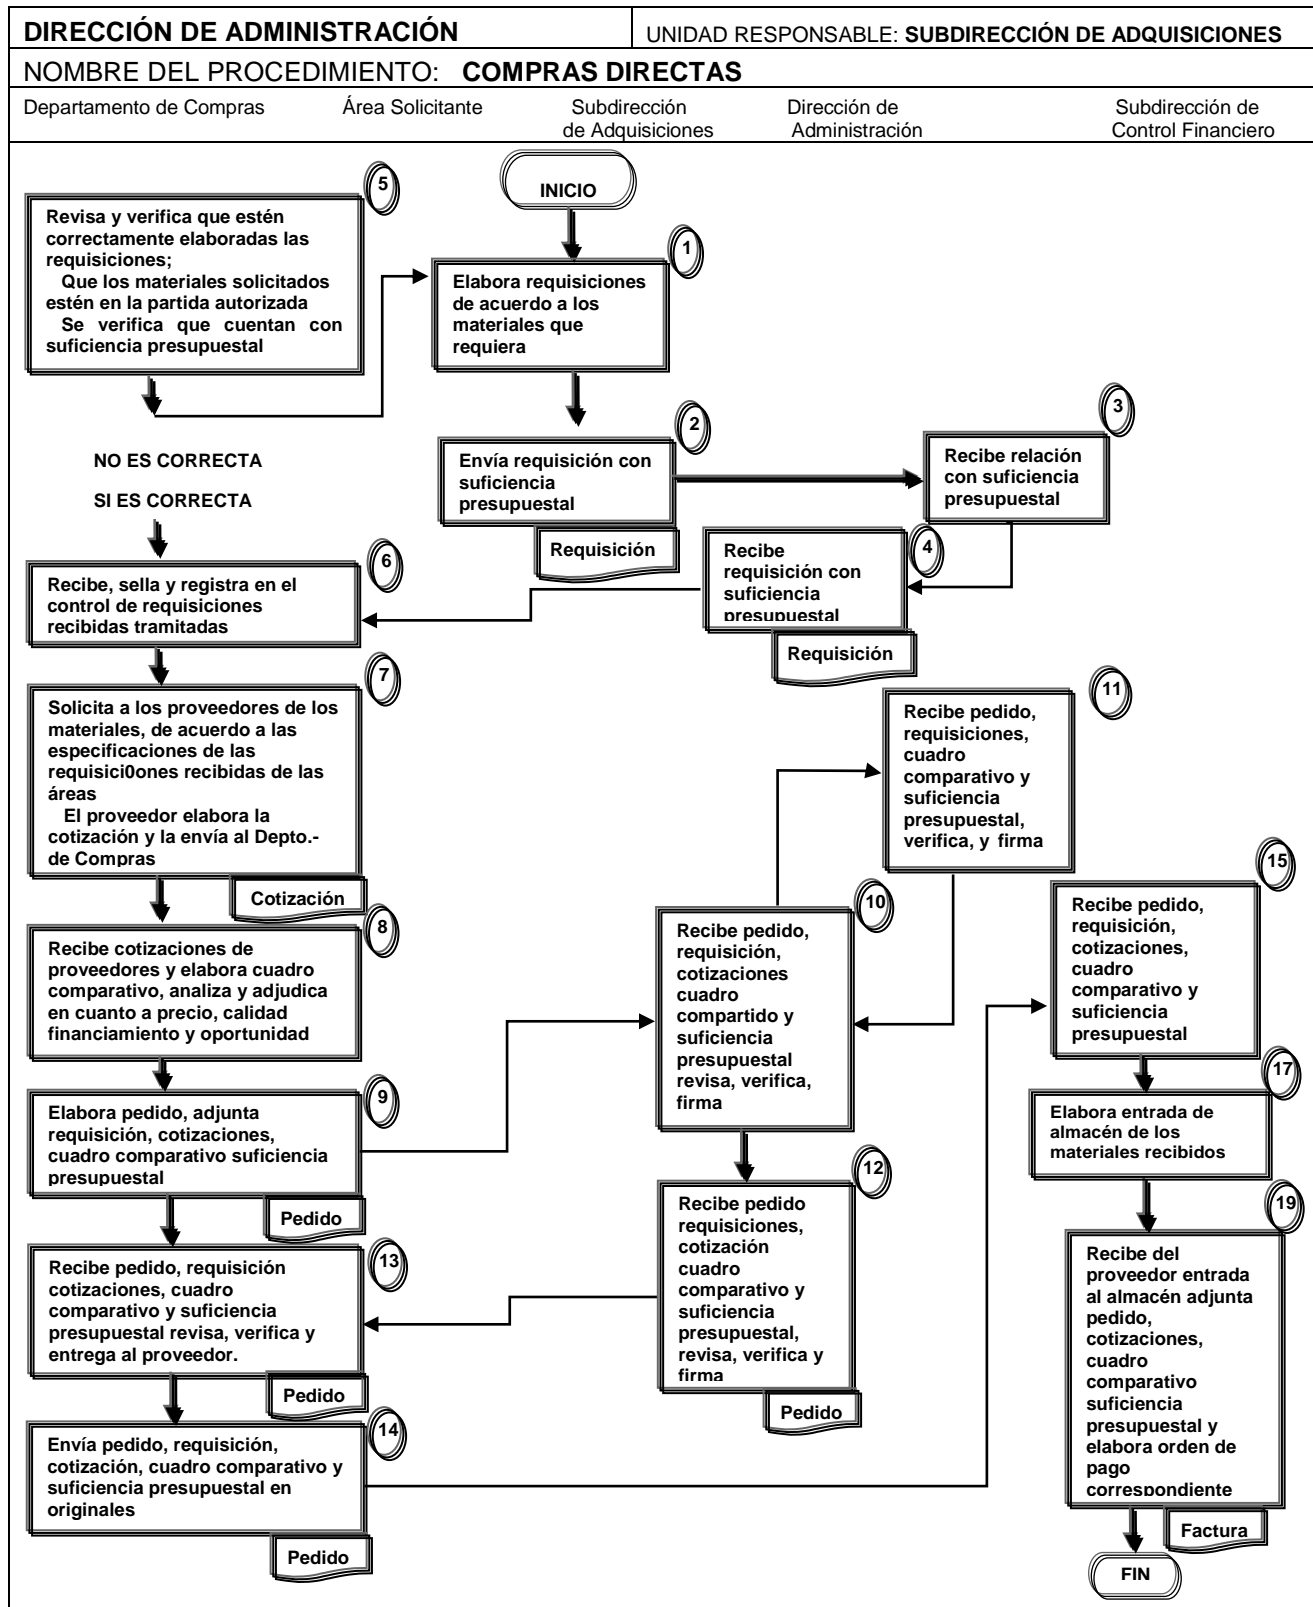 DIRECCIÓN DE ADMINISTRACIÓN
UNIDAD RESPONSABLE: SUBDIRECCIÓN DE ADQUISICIONES
NOMBRE DEL PROCEDIMIENTO: COMPRAS DIRECTAS
Departamento de Compras
Área Solicitante
Subdirección
de Adquisiciones
Dirección de
Administración
Subdirección de
Control Financiero
INICIO
5
Revisa y verifica que estén
correctamente elaboradas las
requisiciones;
Que los materiales solicitados
estén en la partida autorizada
Se verifica que cuentan con
suficiencia presupuestal
1
Elabora requisiciones
de acuerdo a los
materiales que
requiera
2
Envía requisición con
suficiencia
presupuestal
Requisición
3
Recibe relación
con suficiencia
presupuestal
4
Recibe
requisición con
suficiencia
presupuestal
Requisición
NO ES CORRECTA
SI ES CORRECTA
6
Recibe, sella y registra en el
control de requisiciones
recibidas tramitadas
7
Solicita a los proveedores de los
materiales, de acuerdo a las
especificaciones de las
requisici0ones recibidas de las
áreas
El proveedor elabora la
cotización y la envía al Depto.-
de Compras
Cotización
8
Recibe cotizaciones de
proveedores y elabora cuadro
comparativo, analiza y adjudica
en cuanto a precio, calidad
financiamiento y oportunidad
9
Elabora pedido, adjunta
requisición, cotizaciones,
cuadro comparativo suficiencia
presupuestal
Pedido
10
Recibe pedido,
requisición,
cotizaciones
cuadro
compartido y
suficiencia
presupuestal
revisa, verifica,
firma
11
Recibe pedido,
requisiciones,
cuadro
comparativo y
suficiencia
presupuestal,
verifica, y firma
12
Recibe pedido
requisiciones,
cotización
cuadro
comparativo y
suficiencia
presupuestal,
revisa, verifica y
firma
Pedido
13
Recibe pedido, requisición
cotizaciones, cuadro
comparativo y suficiencia
presupuestal revisa, verifica y
entrega al proveedor.
Pedido
14
Envía pedido, requisición,
cotización, cuadro comparativo y
suficiencia presupuestal en
originales
Pedido
15
Recibe pedido,
requisición,
cotizaciones,
cuadro
comparativo y
suficiencia
presupuestal
17
Elabora entrada de
almacén de los
materiales recibidos
19
Recibe del
proveedor entrada
al almacén adjunta
pedido,
cotizaciones,
cuadro
comparativo
suficiencia
presupuestal y
elabora orden de
pago
correspondiente
Factura
FIN